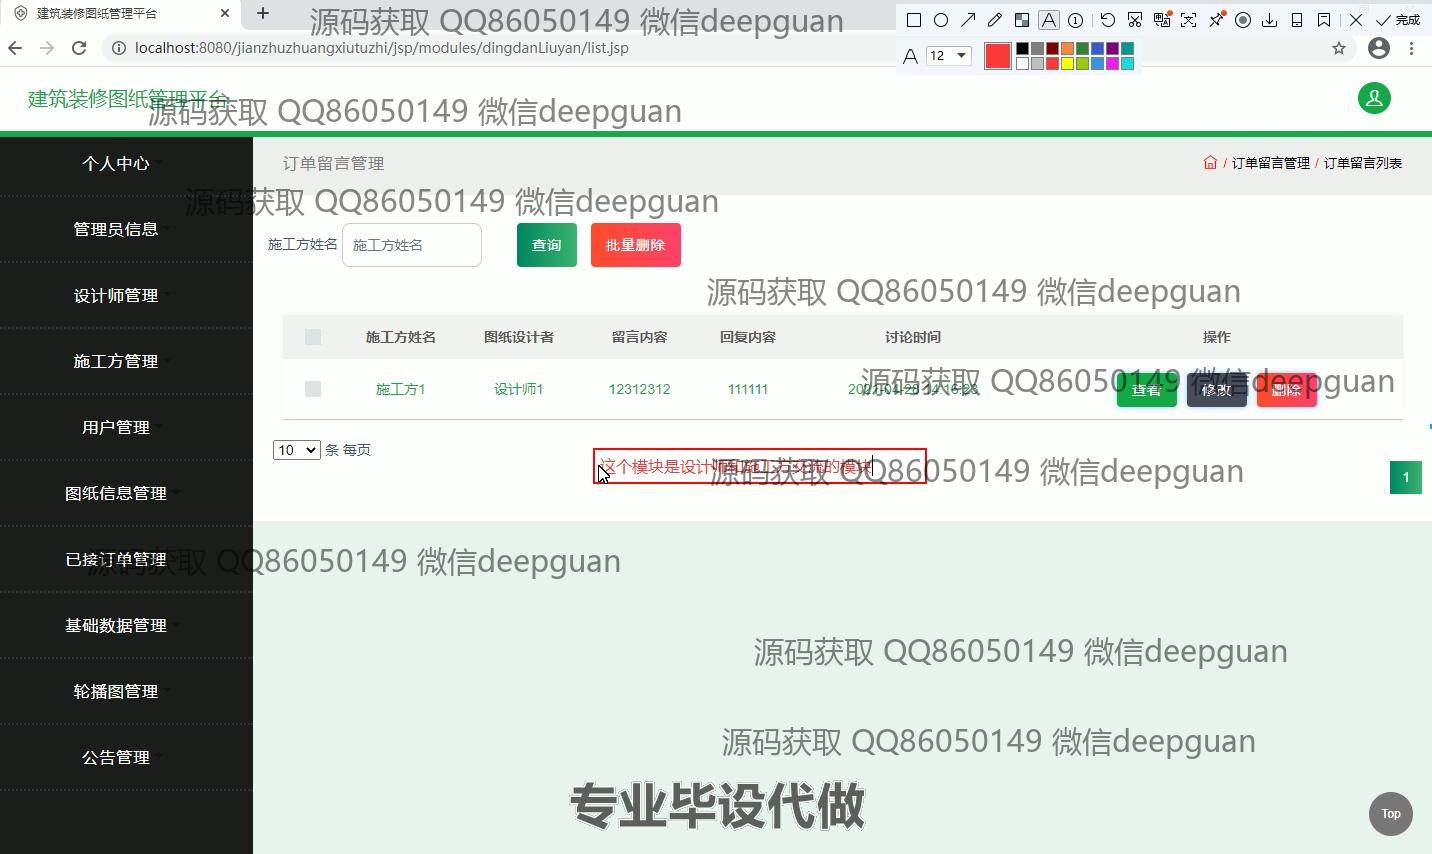 建筑装修图纸管理平台
源码获取 QQ86050149 微信deepguan
完成
localhost:8080/jianzhuzhuangxiutuzhi/jsp/modules/dingdanLiuyan/list.jsp
A 12
建筑装修图纸管理平台
源码获取 QQ86050149 微信deepguan
个人中心
订单留言管理
/ 订单留言管理 / 订单留言列表
源码获取 QQ86050149 微信deepguan
管理员信息
施工方姓名 施工方姓名 查询 批量删除
设计师管理
源码获取 QQ86050149 微信deepguan
施工方姓名 图纸设计者 留言内容 回复内容 讨论时间 操作
施工方管理
施工方1 设计师1 12312312 111111 查看 修改 删除
源码获取 QQ86050149 微信deepguan
用户管理
10 条 每页
这个模块是设计师和施工方交流的模块
源码获取 QQ86050149 微信deepguan
1
图纸信息管理
已接订单管理
源码获取 QQ86050149 微信deepguan
基础数据管理
源码获取 QQ86050149 微信deepguan
轮播图管理
源码获取 QQ86050149 微信deepguan
公告管理
专业毕设代做
Top